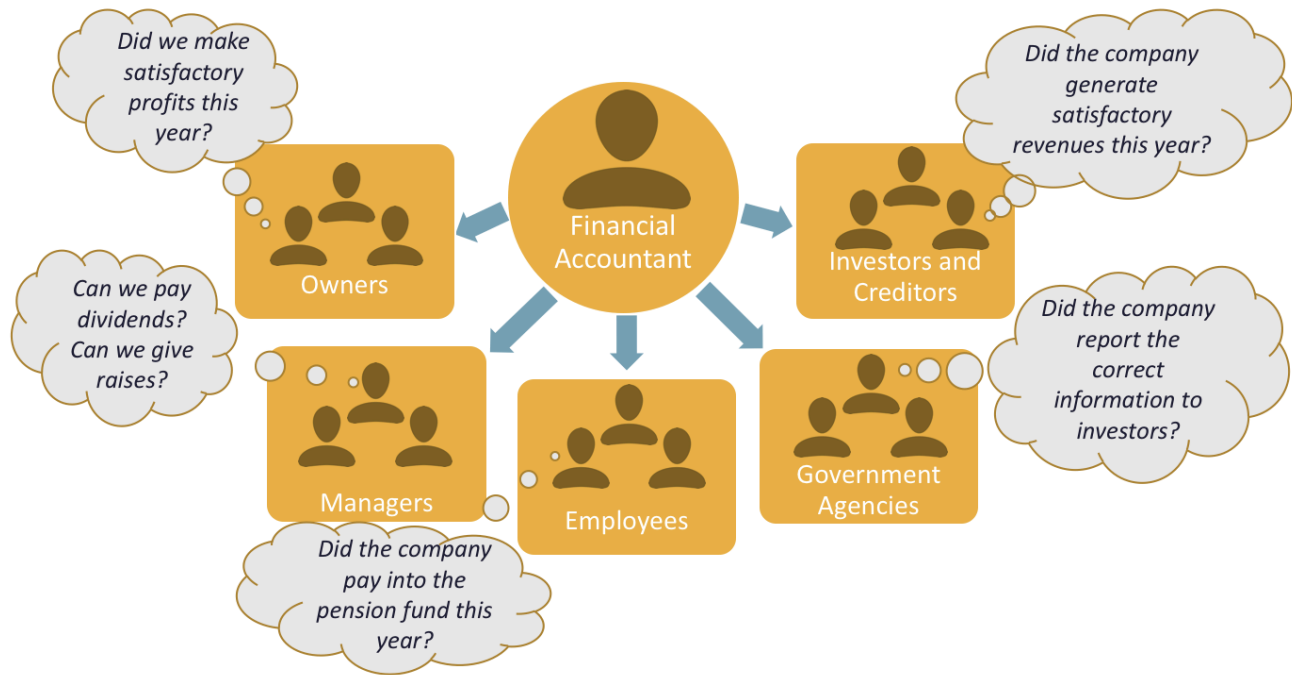 Did we make
satisfactory
profits this
year?
Owners
Financial
Accountant
Did the company
generate
satisfactory
revenues this year?
Investors and
Creditors
Can we pay
dividends?
Can we give
raises?
Managers
Did the company
pay into the
pension fund this
year?
Employees
Did the company
report the
correct
information to
investors?
Government
Agencies